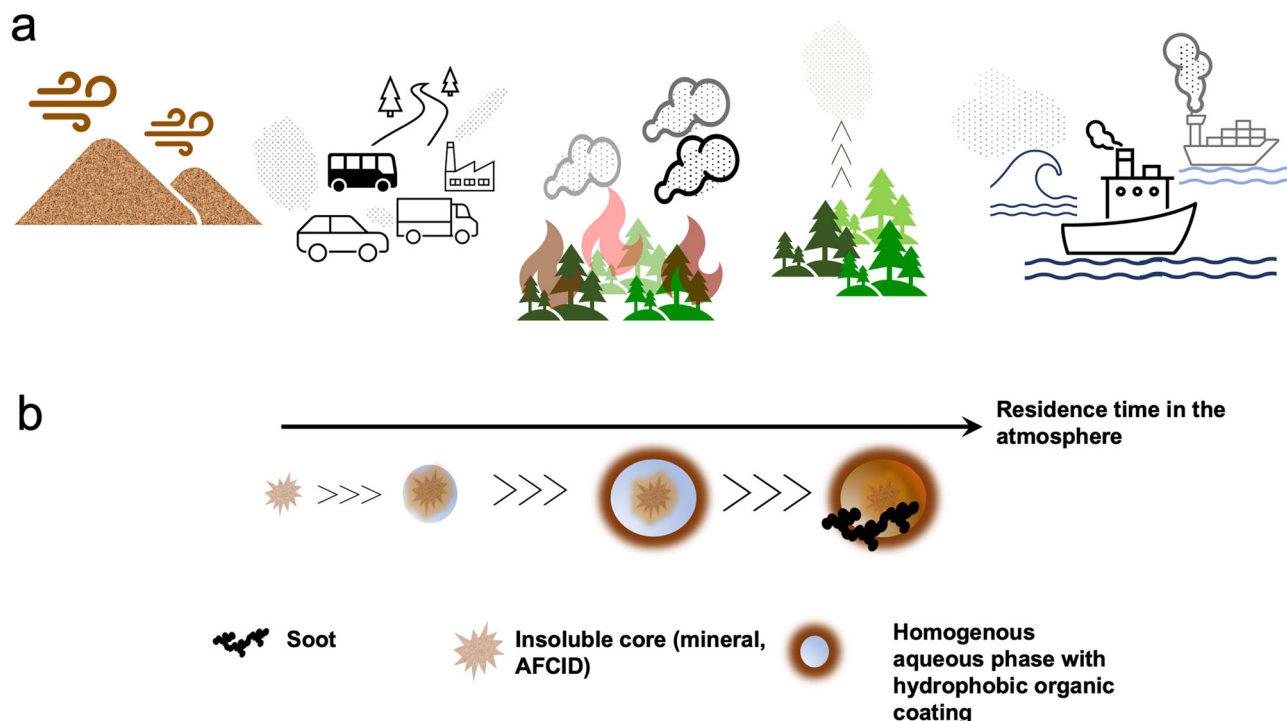 a
b
Residence time in the
atmosphere
Soot
Insoluble core (mineral,
AFCID)
Homogenous
aqueous phase with
hydrophobic organic
coating